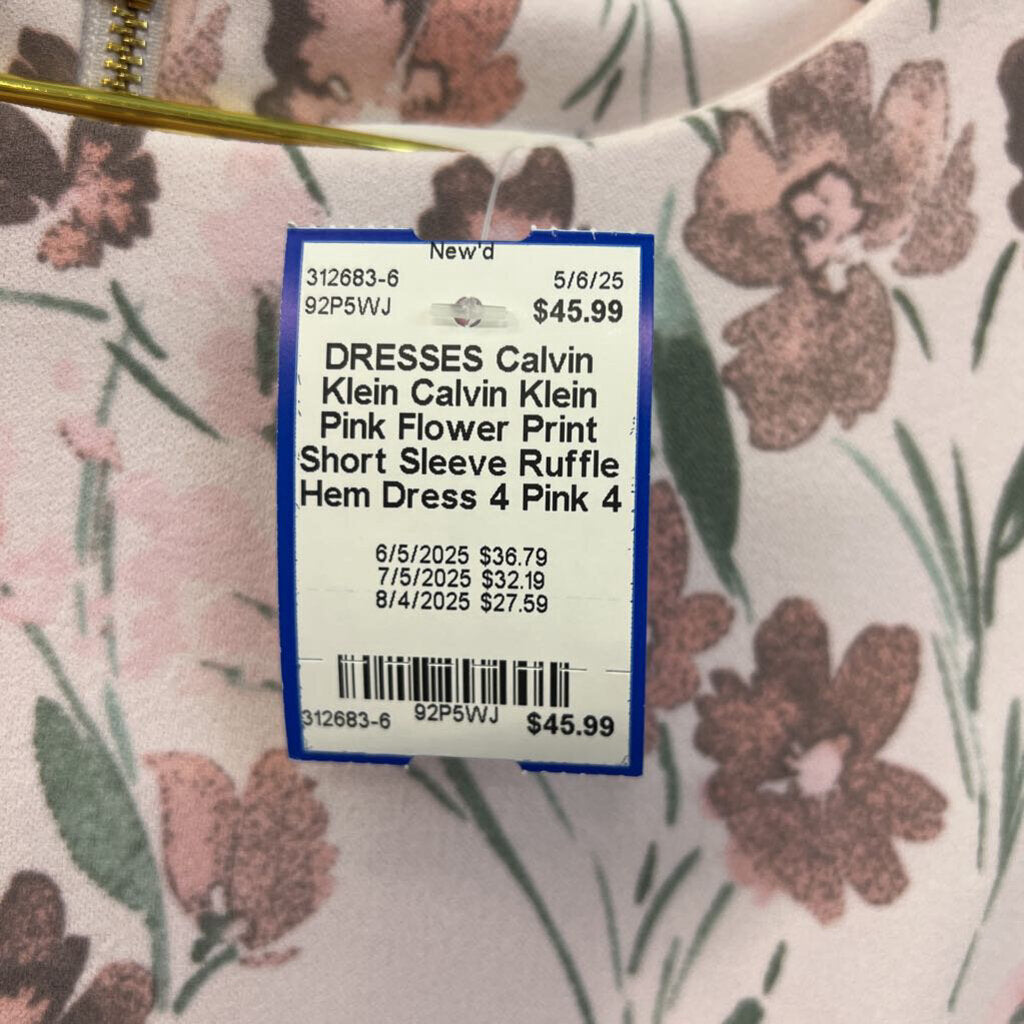 New'd
312683-6 5/6/25
92P5WJ $45.99
DRESSES Calvin
Klein Calvin Klein
Pink Flower Print
Short Sleeve Ruffle
Hem Dress 4 Pink 4
6/5/2025 $36.79
7/5/2025 $32.19
8/4/2025 $27.59
312683-6 92P5WJ $45.99